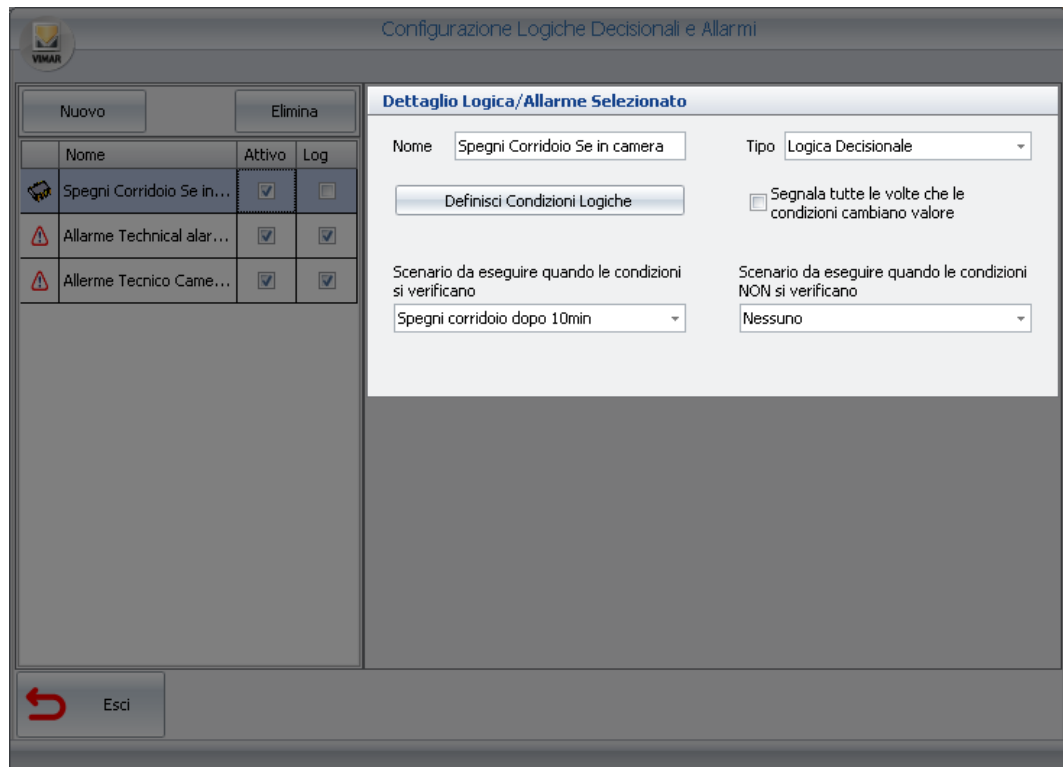 Configurazione Logiche Decisionali e Allarmi
VIMAR
Nuovo
Elimina
Nome Attivo Log
Spegni Corridoio Se in...
Allarme Technical alar...
Allerme Tecnico Came...
Dettaglio Logica/Allarme Selezionato
Nome Spegni Corridoio Se in camera
Tipo Logica Decisionale
Definisci Condizioni Logiche
Segnala tutte le volte che le
condizioni cambiano valore
Scenario da eseguire quando le condizioni
si verificano
Spegni corridoio dopo 10min
Scenario da eseguire quando le condizioni
NON si verificano
Nessuno
Esci